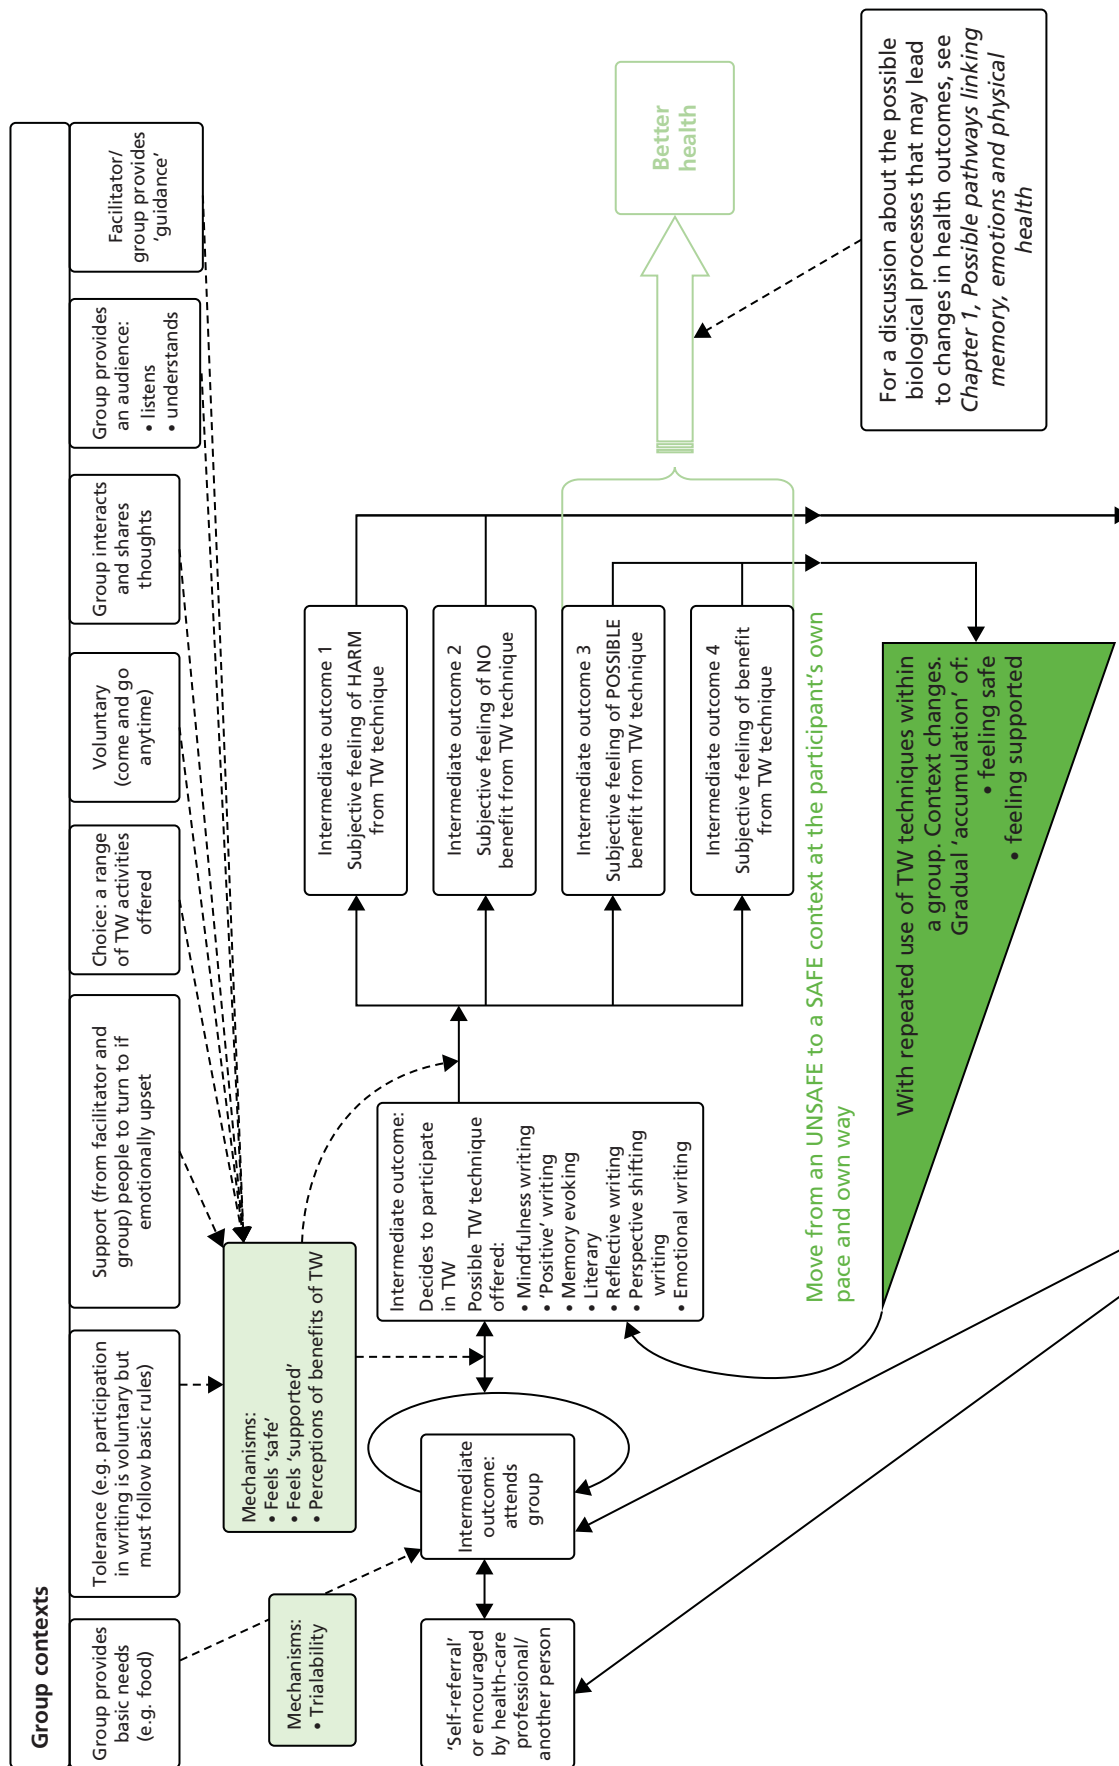 Group contexts
Group provides
basic needs
(e.g. food)
Tolerance (e.g. participation
in writing is voluntary but
must follow basic rules)
Support (from facilitator and
group) people to turn to if
emotionally upset
Choice: a range
of TW activities
offered
Voluntary
(come and go
anytime)
Group interacts
and shares
thoughts
Group provides
an audience:
• listens
• understands
Facilitator/
group provides
‘guidance’
Mechanisms:
• Trialability
Mechanisms:
• Feels ‘safe’
• Feels ‘supported’
• Perceptions of benefits of TW
‘Self-referral’
or encouraged
by health-care
professional/
another person
Intermediate
outcome:
attends
group
Intermediate outcome:
Decides to participate
in TW
Possible TW technique
offered:
• Mindfulness writing
• ‘Positive’ writing
• Memory evoking
• Literary
• Reflective writing
• Perspective shifting
writing
• Emotional writing
Intermediate outcome 1
Subjective feeling of HARM
from TW technique
Intermediate outcome 2
Subjective feeling of NO
benefit from TW technique
Intermediate outcome 3
Subjective feeling of POSSIBLE
benefit from TW technique
Intermediate outcome 4
Subjective feeling of benefit
from TW technique
Better
health
Move from an UNSAFE to a SAFE context at the participant’s own
pace and own way
With repeated use of TW techniques within
a group. Context changes.
Gradual ‘accumulation’ of:
• feeling safe
• feeling supported
For a discussion about the possible
biological processes that may lead
to changes in health outcomes, see
Chapter 1, Possible pathways linking
memory, emotions and physical
health